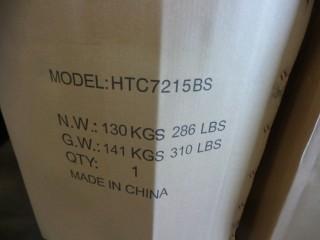 MODEL:HTC7215BS
N.W.: 130 KGS 286 LBS
G.W.: 141 KGS 310 LBS
QTY: 1
MADE IN CHINA